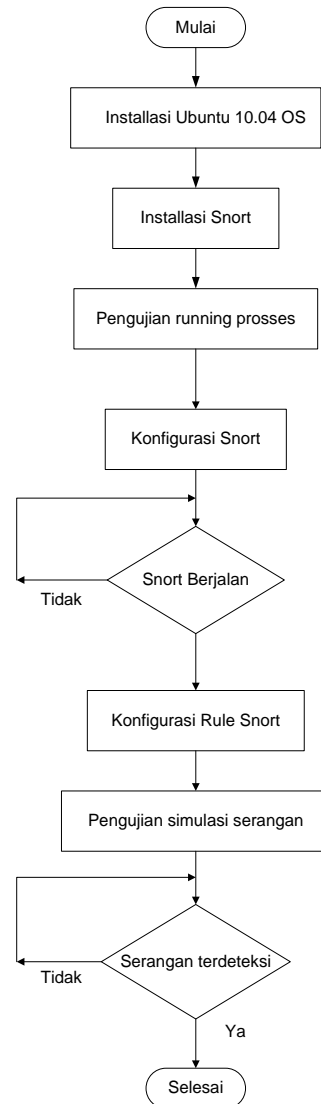 Mulai
Installasi Ubuntu 10.04 OS
Installasi Snort
Pengujian running prosses
Konfigurasi Snort
Snort Berjalan
Tidak
Konfigurasi Rule Snort
Pengujian simulasi serangan
Serangan terdeteksi
Tidak
Ya
Selesai